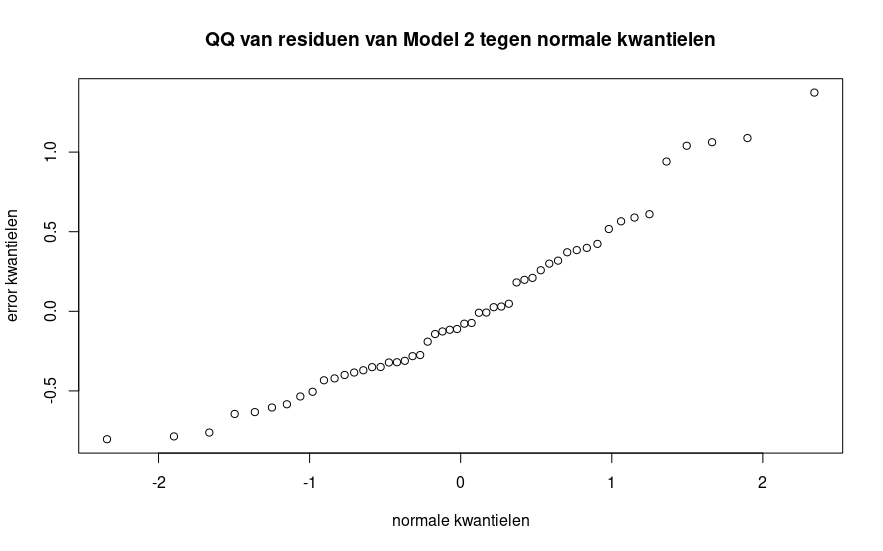 QQ van residuen van Model 2 tegen normale kwantielen
error kwantielen
1.0
0.5
0.0
-0.5
-2 -1 0 1 2
normale kwantielen